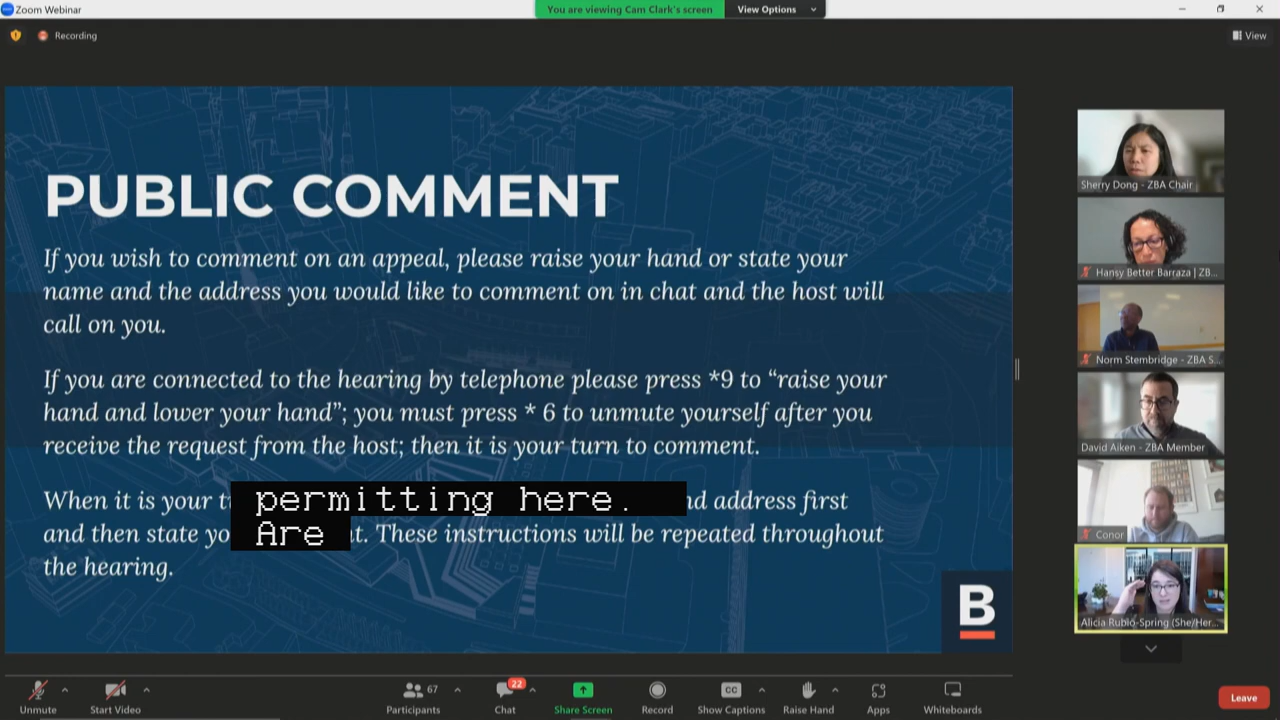 Zoom Webinar
You are viewing Cam Clark's screen
View Options
Recording
View
PUBLIC COMMENT
If you wish to comment on an appeal, please raise your hand or state your
name and the address you would like to comment on in chat and the host will
call on you.
If you are connected to the hearing by telephone please press *9 to “raise your
hand and lower your hand”; you must press * 6 to unmute yourself after you
receive the request from the host; then it is your turn to comment.
When it is your t permitting here. nd address first
and then state yo Are t. These instructions will be repeated throughout
the hearing.
B
Sherry Dong - ZBA Chair
Hansy Better Barraza | ZB...
Norm Stembridge - ZBA S...
David Aiken - ZBA Member
Conor
Alicia Rubio-Spring (She/Her...
Unmute
Start Video
67
Participants
22
Chat
Share Screen
Record
CC
Show Captions
Raise Hand
Apps
Whiteboards
Leave